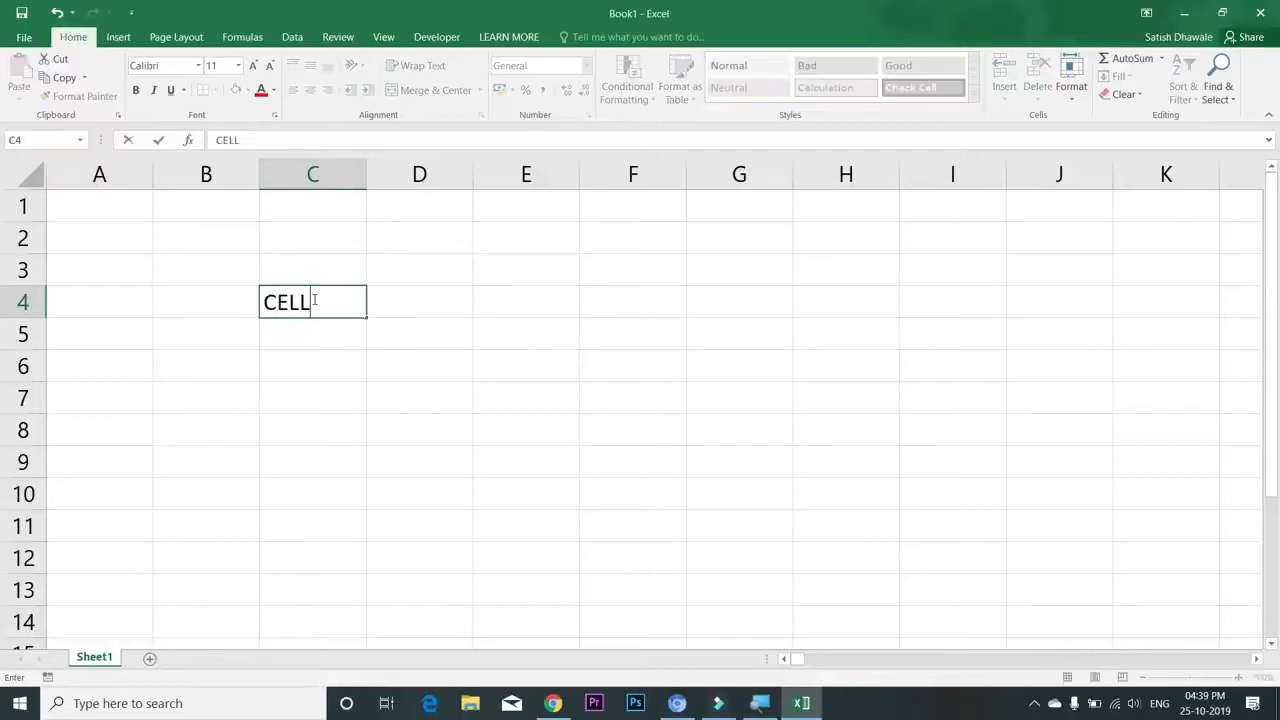 Book1 - Excel
File Home Insert Page Layout Formulas Data Review View Developer LEARN MORE Tell me what you want to do... Satish Dhawale Share
Paste Cut Copy Format Painter Clipboard
Calibri 11 B I U A A A Font
Wrap Text Merge & Center Alignment
General % , Number
Conditional Formatting Format as Table Normal Bad Good Neutral Calculation Check Cell Styles
Insert Delete Format Cells
AutoSum Fill Clear Sort & Filter Find & Select Editing
C4 fx CELL
A B C D E F G H I J K
1
2
3
4 CELL
5
6
7
8
9
10
11
12
13
14
15
Sheet1
Enter
Type here to search Pr Ps ENG 04:39 PM
25-10-2019